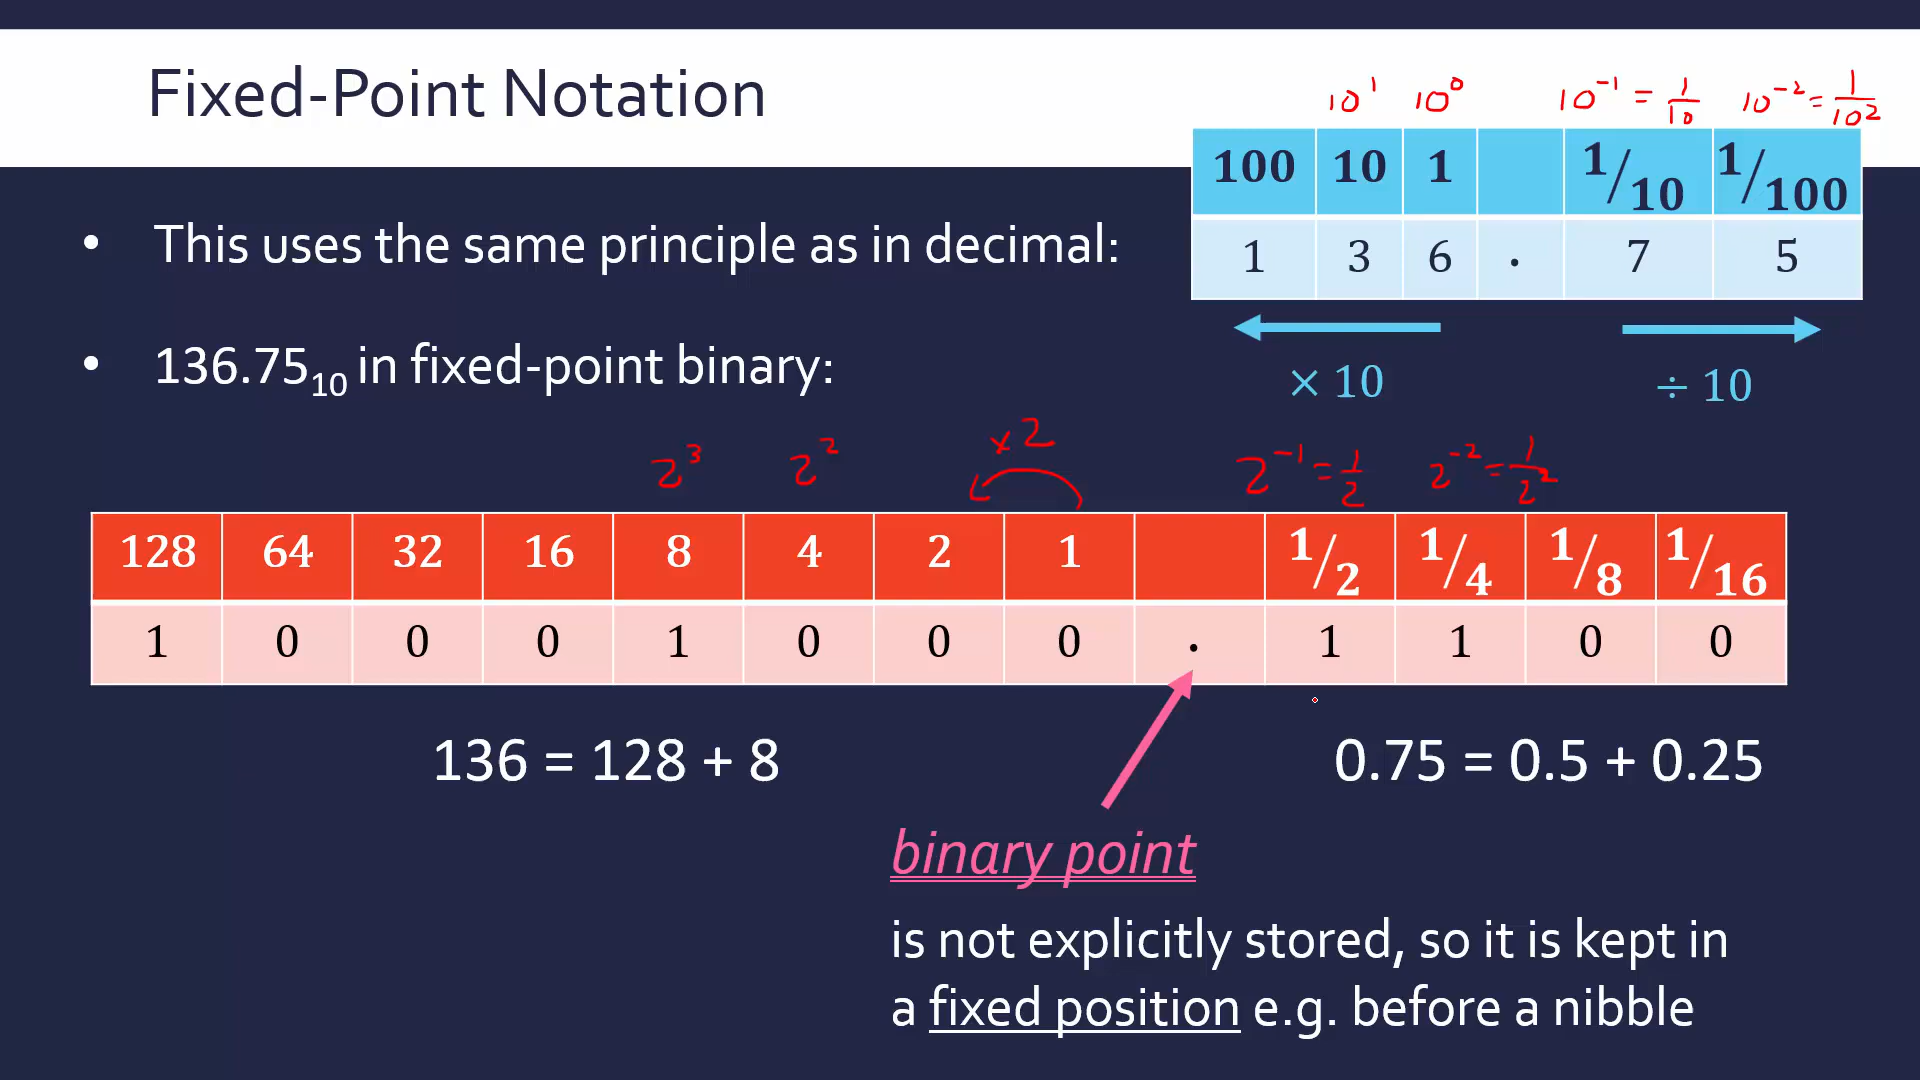 Fixed-Point Notation
10¹ 10⁰ 10⁻¹ = 1/10 10⁻² = 1/10²
100 10 1 1/10 1/100
1 3 6 . 7 5
× 10 ÷ 10
• This uses the same principle as in decimal:
• 136.75₁₀ in fixed-point binary:
2³ 2² ×2 2⁻¹ = 1/2 2⁻² = 1/2²
128 64 32 16 8 4 2 1 1/2 1/4 1/8 1/16
1 0 0 0 1 0 0 0 . 1 1 0 0
136 = 128 + 8 0.75 = 0.5 + 0.25
binary point
is not explicitly stored, so it is kept in
a fixed position e.g. before a nibble